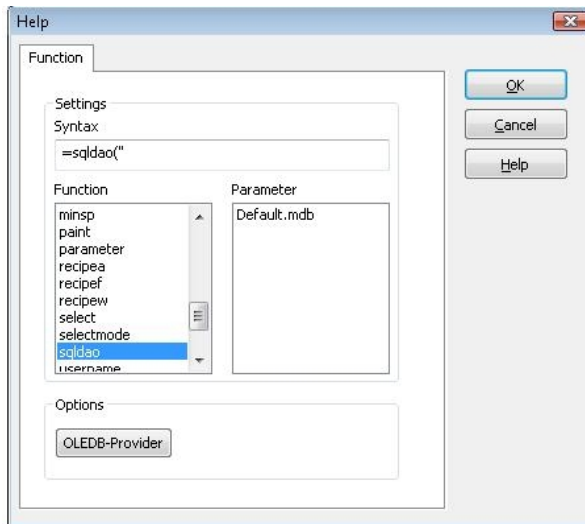 Help
Function
OK
Cancel
Help
Settings
Syntax
=sqldao("
Function
minsp
paint
parameter
recipea
recipef
recipew
select
selectmode
sqldao
username
Parameter
Default.mdb
Options
OLEDB-Provider